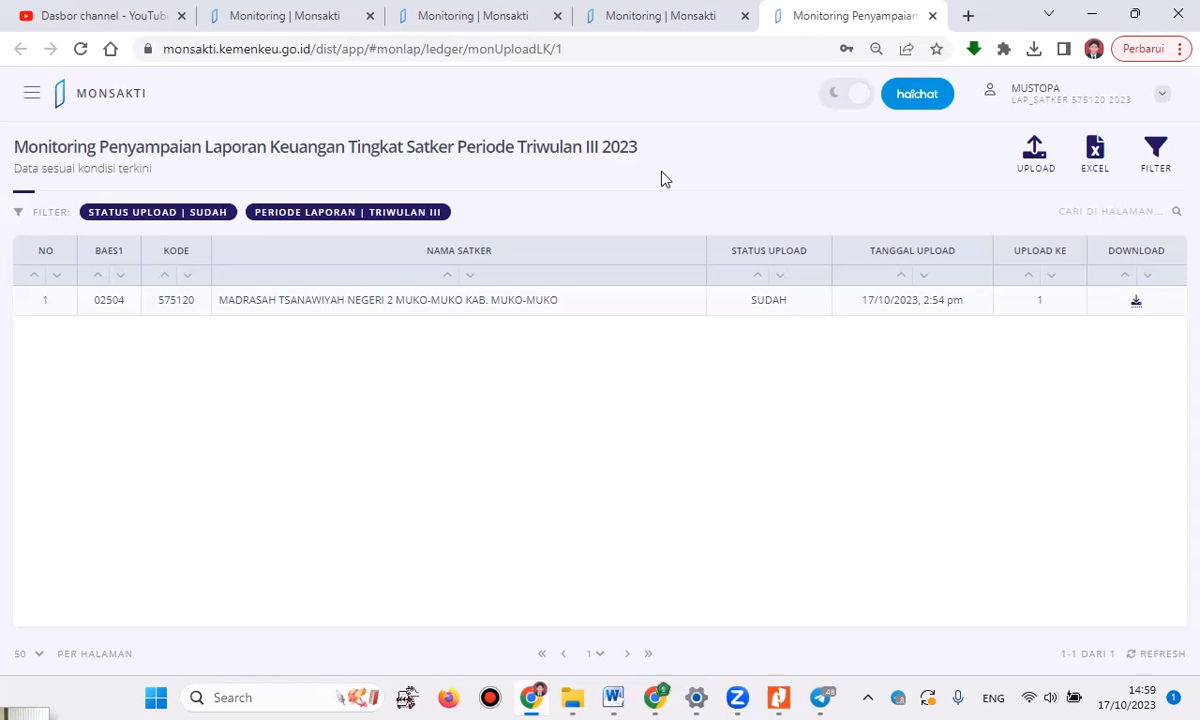 Dasbor channel - YouTub
Monitoring | Monsakti
Monitoring | Monsakti
Monitoring | Monsakti
Monitoring Penyampaian
monsakti.kemenkeu.go.id/dist/app/#monlap/ledger/monUploadLK/1
Perbarui
MONSAKTI
haichat
MUSTOPA
LAP_SATKER 575120 2023
Monitoring Penyampaian Laporan Keuangan Tingkat Satker Periode Triwulan III 2023
Data sesuai kondisi terkini
UPLOAD
EXCEL
FILTER
FILTER:
STATUS UPLOAD | SUDAH
PERIODE LAPORAN | TRIWULAN III
CARI DI HALAMAN...
NO BAES1 KODE NAMA SATKER STATUS UPLOAD TANGGAL UPLOAD UPLOAD KE DOWNLOAD
1 02504 575120 MADRASAH TSANAWIYAH NEGERI 2 MUKO-MUKO KAB. MUKO-MUKO SUDAH 17/10/2023, 2:54 pm 1
50 PER HALAMAN
1
1-1 DARI 1
REFRESH
Search
48
ENG
14:59
17/10/2023
1